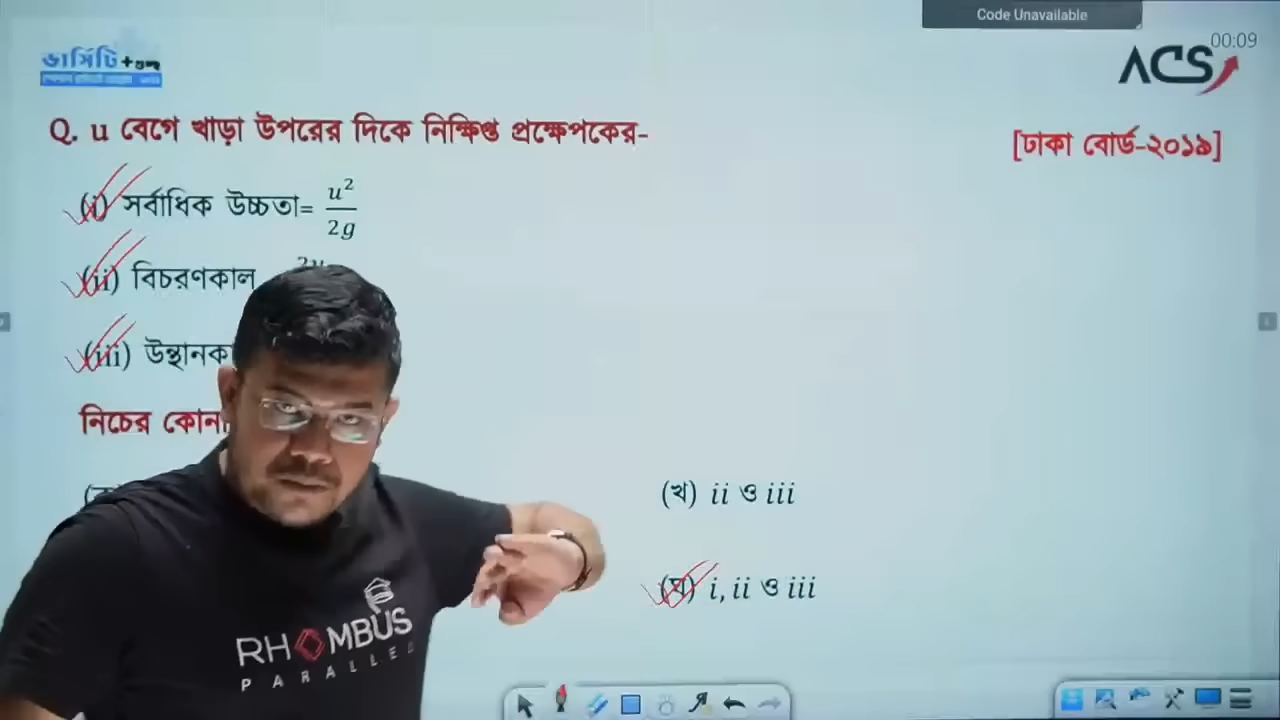 Code Unavailable
00:09
ভার্সিটি+গুচ্ছ
ACS
Q. u বেগে খাড়া উপরের দিকে নিক্ষিপ্ত প্রক্ষেপকের-
[ঢাকা বোর্ড-২০১৯]
(i) সর্বাধিক উচ্চতা= u²/2g
(ii) বিচরণকাল
(iii) উত্থানক
নিচের কোন
(খ) ii ও iii
(ঘ) i, ii ও iii
RHOMBUS
PARALLEL